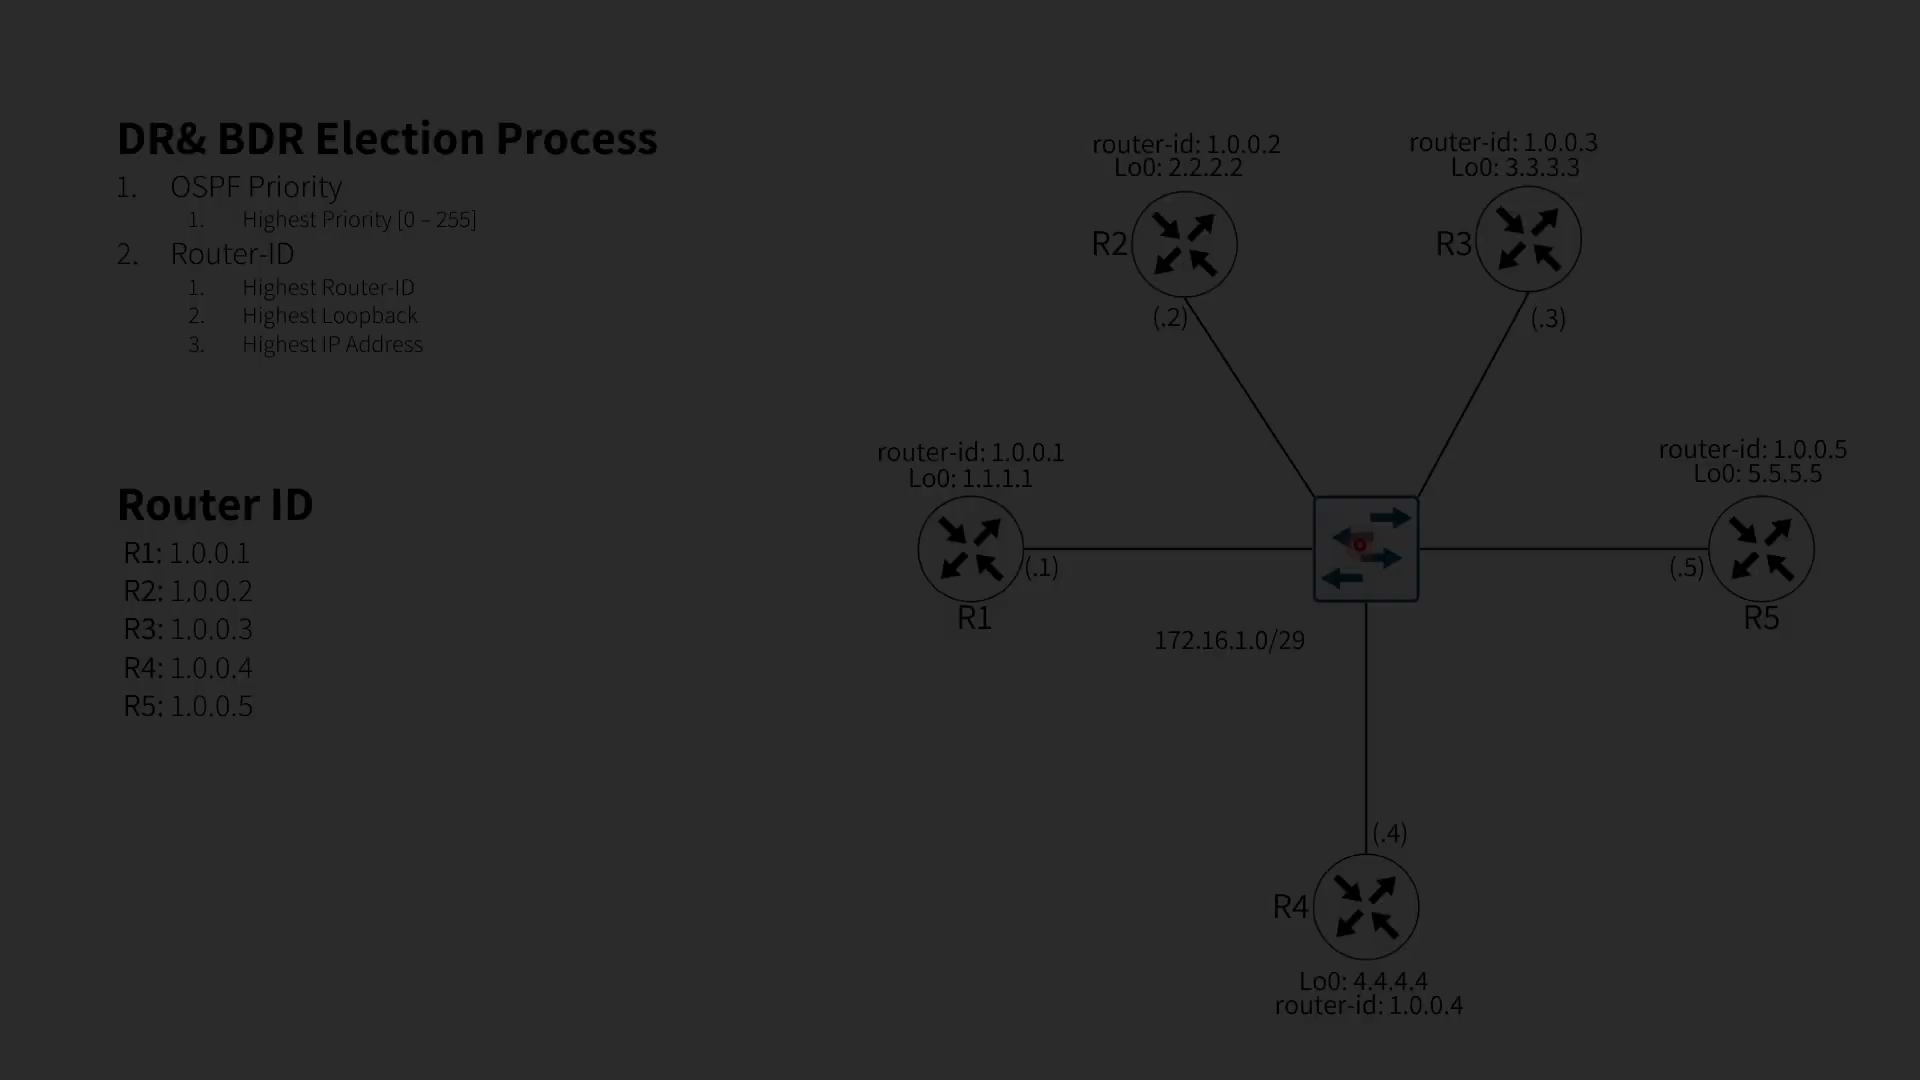 DR& BDR Election Process
1. OSPF Priority
1. Highest Priority [0 – 255]
2. Router-ID
1. Highest Router-ID
2. Highest Loopback
3. Highest IP Address
Router ID
R1: 1.0.0.1
R2: 1.0.0.2
R3: 1.0.0.3
R4: 1.0.0.4
R5: 1.0.0.5
router-id: 1.0.0.2
Lo0: 2.2.2.2
R2
(.2)
router-id: 1.0.0.3
Lo0: 3.3.3.3
R3
(.3)
router-id: 1.0.0.1
Lo0: 1.1.1.1
(.1)
R1
router-id: 1.0.0.5
Lo0: 5.5.5.5
(.5)
R5
172.16.1.0/29
(.4)
R4
Lo0: 4.4.4.4
router-id: 1.0.0.4